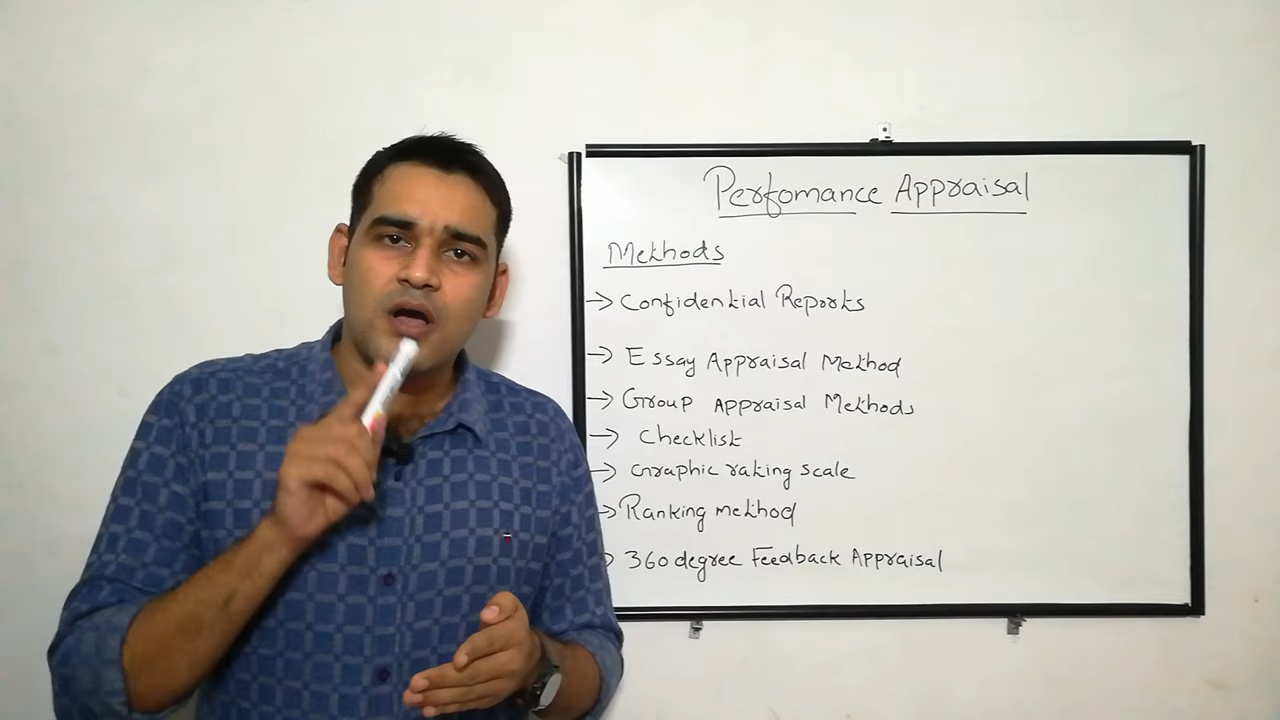 Perfomance Appraisal
Methods
→ Confidential Reports
→ Essay Appraisal Method
→ Group Appraisal Methods
→ Checklist
→ Graphic rating scale
→ Ranking method
→ 360 degree Feedback Appraisal